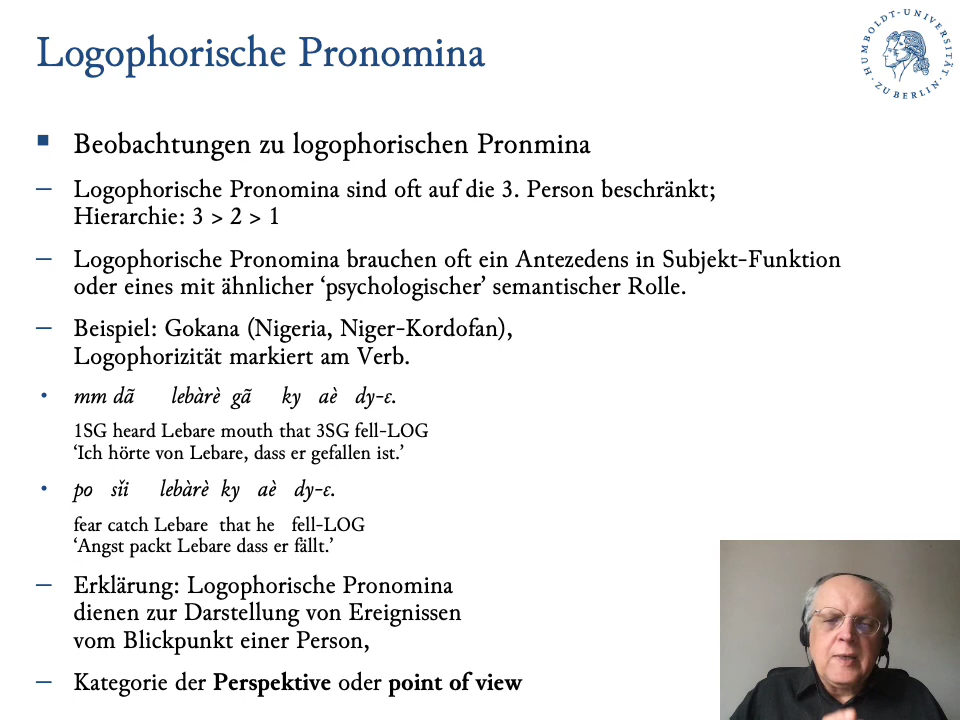 Logophorische Pronomina
HUMBOLDT-UNIVERSITÄT
ZU BERLIN
Beobachtungen zu logophorischen Pronmina
– Logophorische Pronomina sind oft auf die 3. Person beschränkt;
Hierarchie: 3 > 2 > 1
– Logophorische Pronomina brauchen oft ein Antezedens in Subjekt-Funktion
oder eines mit ähnlicher ‘psychologischer’ semantischer Rolle.
– Beispiel: Gokana (Nigeria, Niger-Kordofan),
Logophorizität markiert am Verb.
• mm dã lebàrè gã ky aè dy-ɛ.
1SG heard Lebare mouth that 3SG fell-LOG
‘Ich hörte von Lebare, dass er gefallen ist.’
• po sĩi lebàrè ky aè dy-ɛ.
fear catch Lebare that he fell-LOG
‘Angst packt Lebare dass er fällt.’
– Erklärung: Logophorische Pronomina
dienen zur Darstellung von Ereignissen
vom Blickpunkt einer Person,
– Kategorie der Perspektive oder point of view